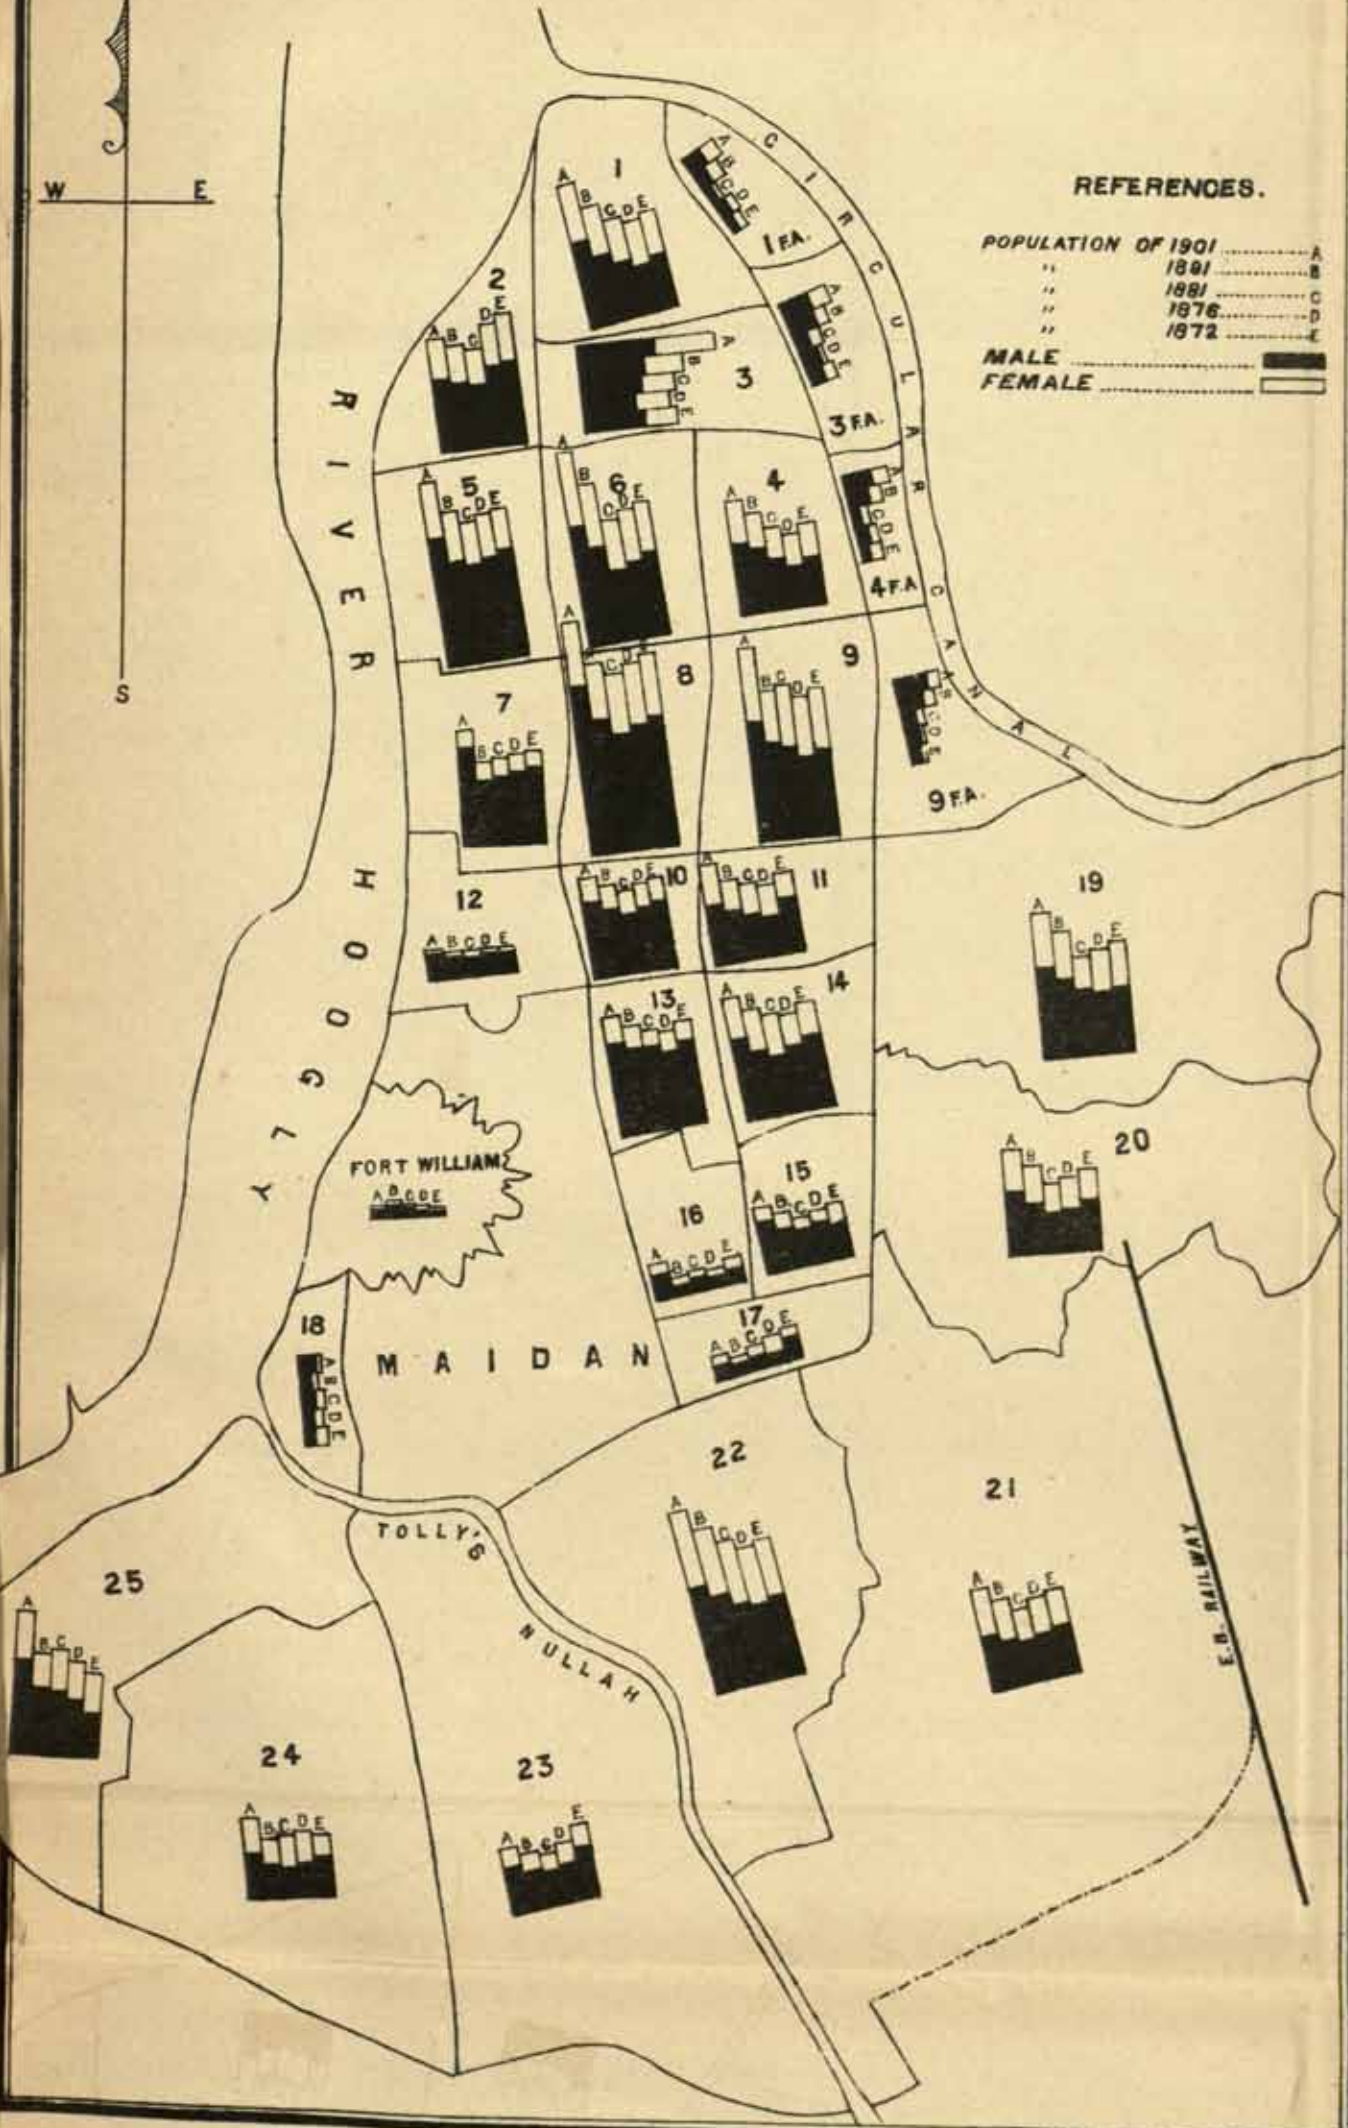 W E
S
REFERENCES.
POPULATION OF 1901 A
" 1891 B
" 1881 C
" 1876 D
" 1872 E
MALE
FEMALE
CIRCULAR CANAL
RIVER HOOGLY
1
A B C D E
A B C D E
1 F.A.
2
A B C D E
3
A B C D E
A B C D E
3 F.A.
5
A B C D E
6
A B C D E
4
A B C D E
A B C D E
4 F.A
7
A B C D E
8
A C D E
9
A B C D E
A B C D E
9 F.A.
12
A B C D E
10
A B C D E
11
A B C D E
19
A B C D E
13
A B C D E
14
A B C D E
FORT WILLIAM
A B C D E
20
A B C D E
15
A B C D E
16
A B C D E
17
A B C D E
18
A B C D E
MAIDAN
22
A B C D E
21
A B C D E
E.B. RAILWAY
TOLLY'S
NULLAH
25
A B C D E
24
A B C D E
23
A B C D E